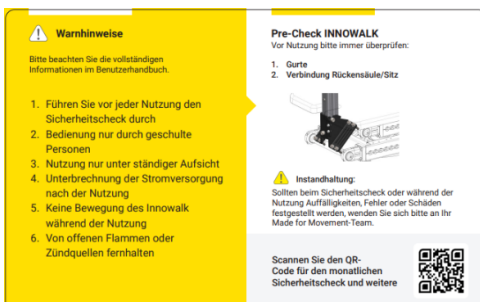 Warnhinweise
Bitte beachten Sie die vollständigen
Informationen im Benutzerhandbuch.
1. Führen Sie vor jeder Nutzung den
Sicherheitscheck durch
2. Bedienung nur durch geschulte
Personen
3. Nutzung nur unter ständiger Aufsicht
4. Unterbrechung der Stromversorgung
nach der Nutzung
5. Keine Bewegung des Innowalk
während der Nutzung
6. Von offenen Flammen oder
Zündquellen fernhalten
Pre-Check INNOWALK
Vor Nutzung bitte immer überprüfen:
1. Gurte
2. Verbindung Rückensäule/Sitz
Instandhaltung:
Sollten beim Sicherheitscheck oder während der
Nutzung Auffälligkeiten, Fehler oder Schäden
festgestellt werden, wenden Sie sich bitte an Ihr
Made for Movement-Team.
Scannen Sie den QR-
Code für den monatlichen
Sicherheitscheck und weitere